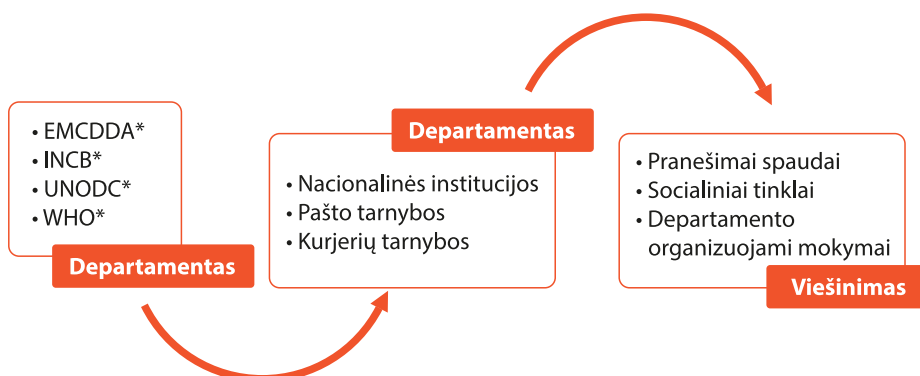 • EMCDDA*
• INCB*
• UNODC*
• WHO*
Departamentas
Departamentas
• Nacionalinės institucijos
• Pašto tarnybos
• Kurjerių tarnybos
• Pranešimai spaudai
• Socialiniai tinklai
• Departamento
organizuojami mokymai
Viešinimas